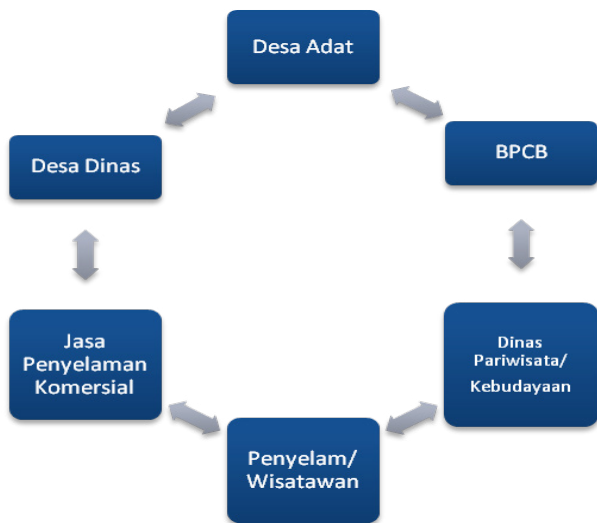 Desa Adat
BPCB
Desa Dinas
Jasa
Penyelaman
Komersial
Dinas
Pariwisata/
Kebudayaan
Penyelam/
Wisatawan